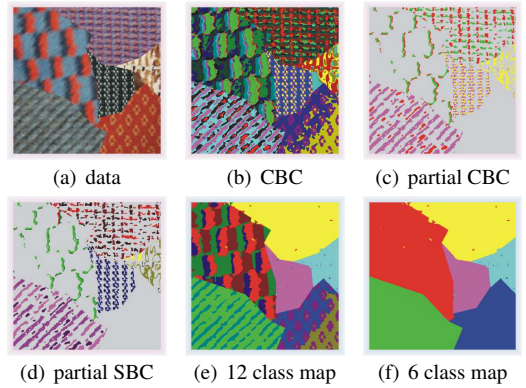 (a) data
(b) CBC
(c) partial CBC
(d) partial SBC
(e) 12 class map
(f) 6 class map